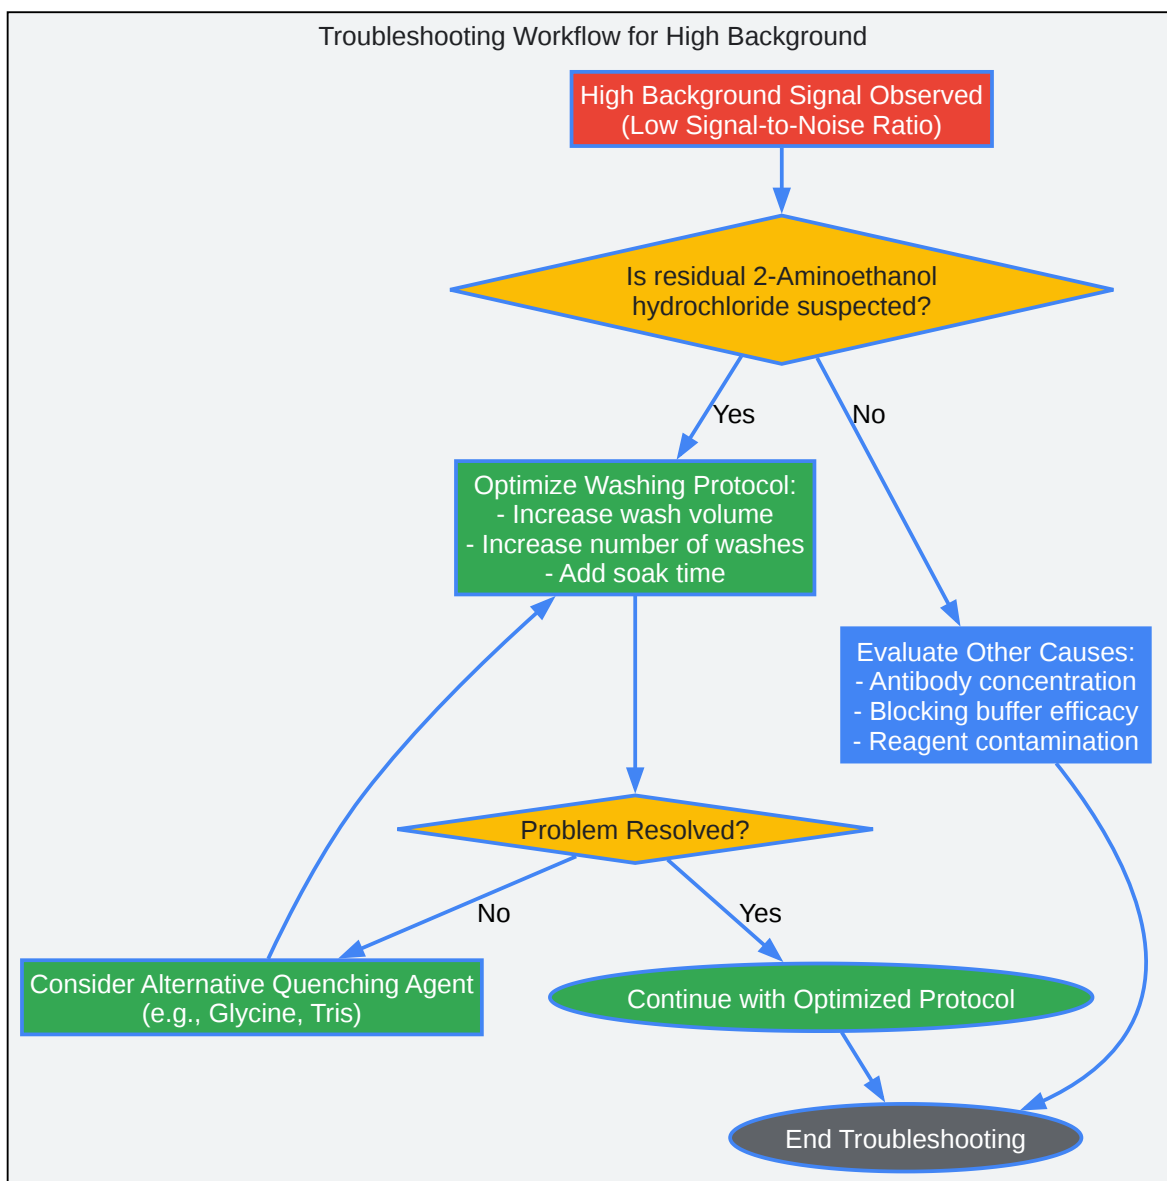 Troubleshooting Workflow for High Background
High Background Signal Observed
(Low Signal-to-Noise Ratio)
Is residual 2-Aminoethanol
hydrochloride suspected?
Yes
No
Optimize Washing Protocol:
- Increase wash volume
- Increase number of washes
- Add soak time
Evaluate Other Causes:
- Antibody concentration
- Blocking buffer efficacy
- Reagent contamination
Problem Resolved?
No
Yes
Consider Alternative Quenching Agent
(e.g., Glycine, Tris)
Continue with Optimized Protocol
End Troubleshooting